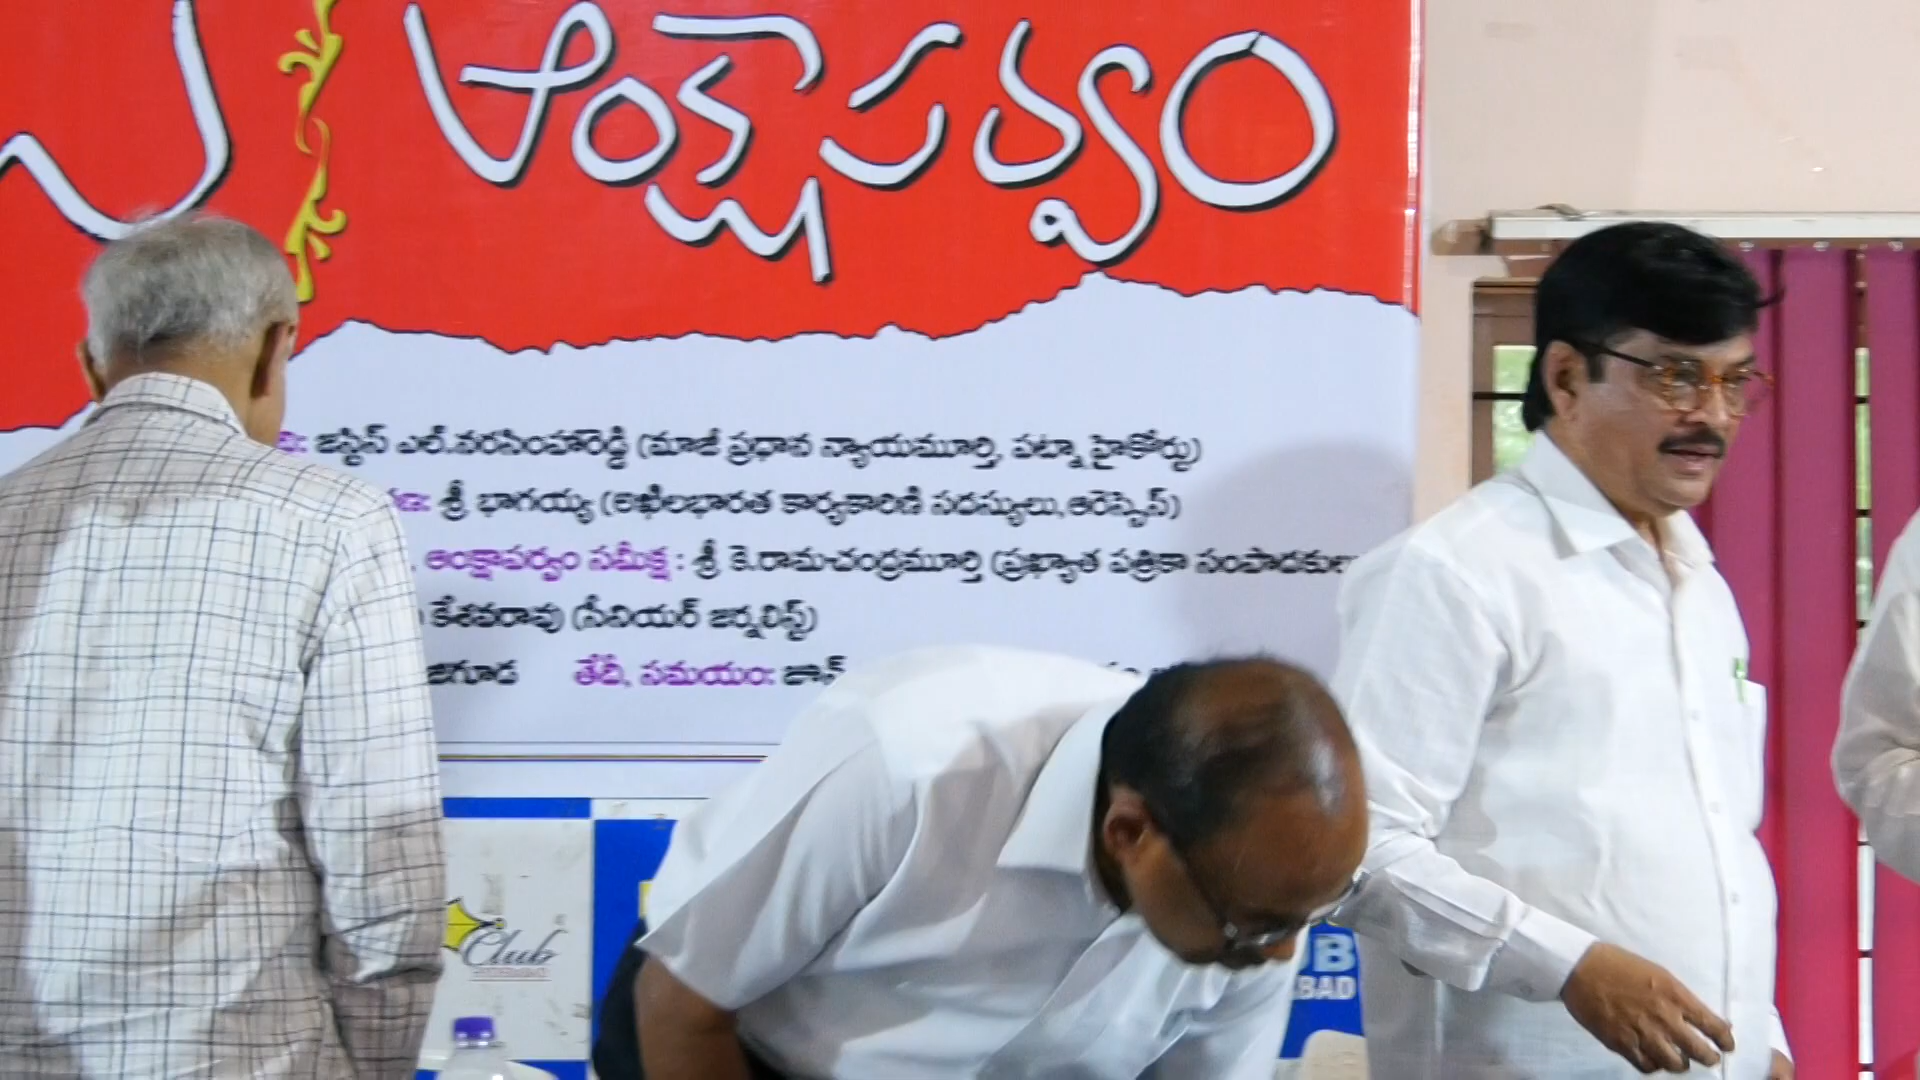 ఆంక్షాపర్వం
జస్టిస్ ఎల్.నరసింహారెడ్డి (మాజీ ప్రధాన న్యాయమూర్తి, పట్నా హైకోర్టు)
శ్రీ భాగయ్య (అఖిలభారత కార్యకారిణి సదస్యులు, ఆరెస్సెస్)
ఆంక్షాపర్వం సమీక్ష : శ్రీ కె.రామచంద్రమూర్తి (ప్రఖ్యాత పత్రికా సంపాదకులు
కేశవరావు (సీనియర్ జర్నలిస్ట్)
తేదీ, సమయం: జూన్
Club